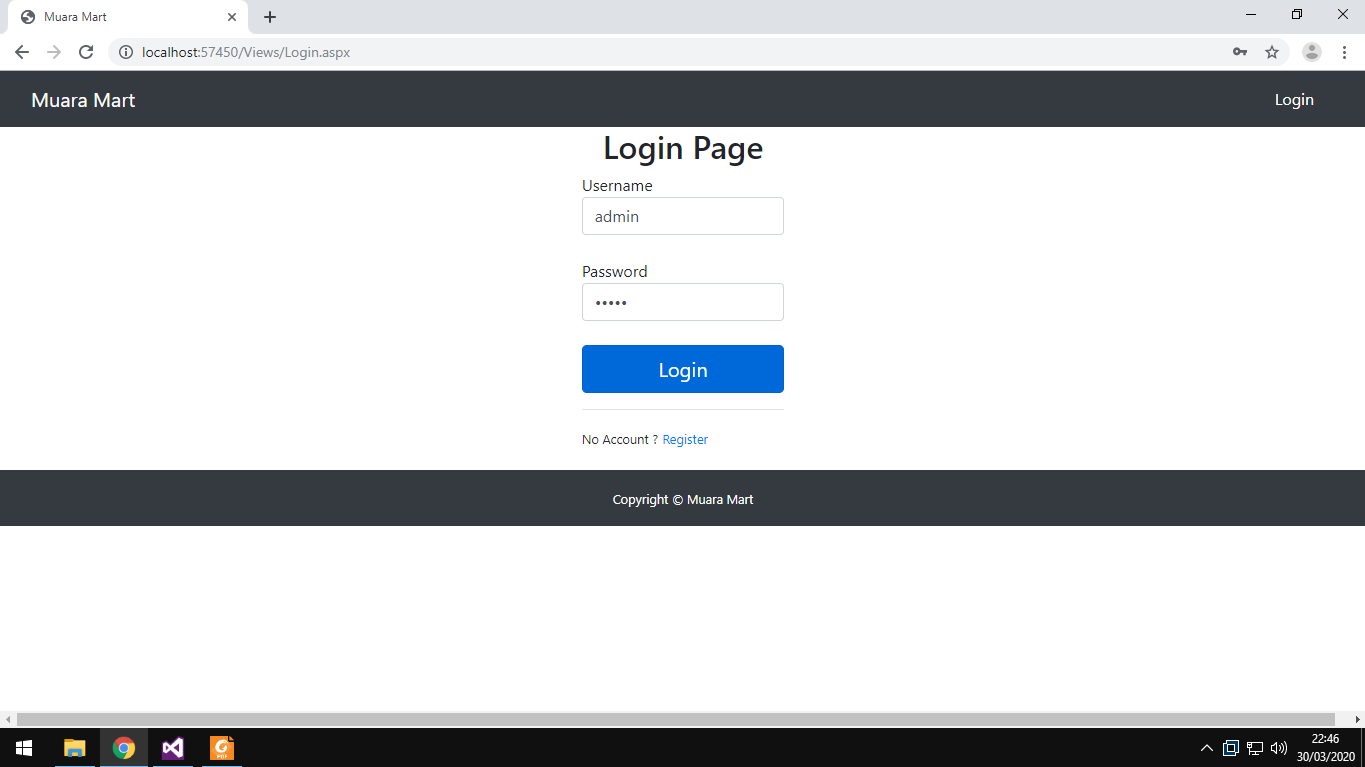 Muara Mart
localhost:57450/Views/Login.aspx
Muara Mart
Login
Login Page
Username
admin
Password
•••••
Login
No Account ? Register
Copyright © Muara Mart
22:46
30/03/2020